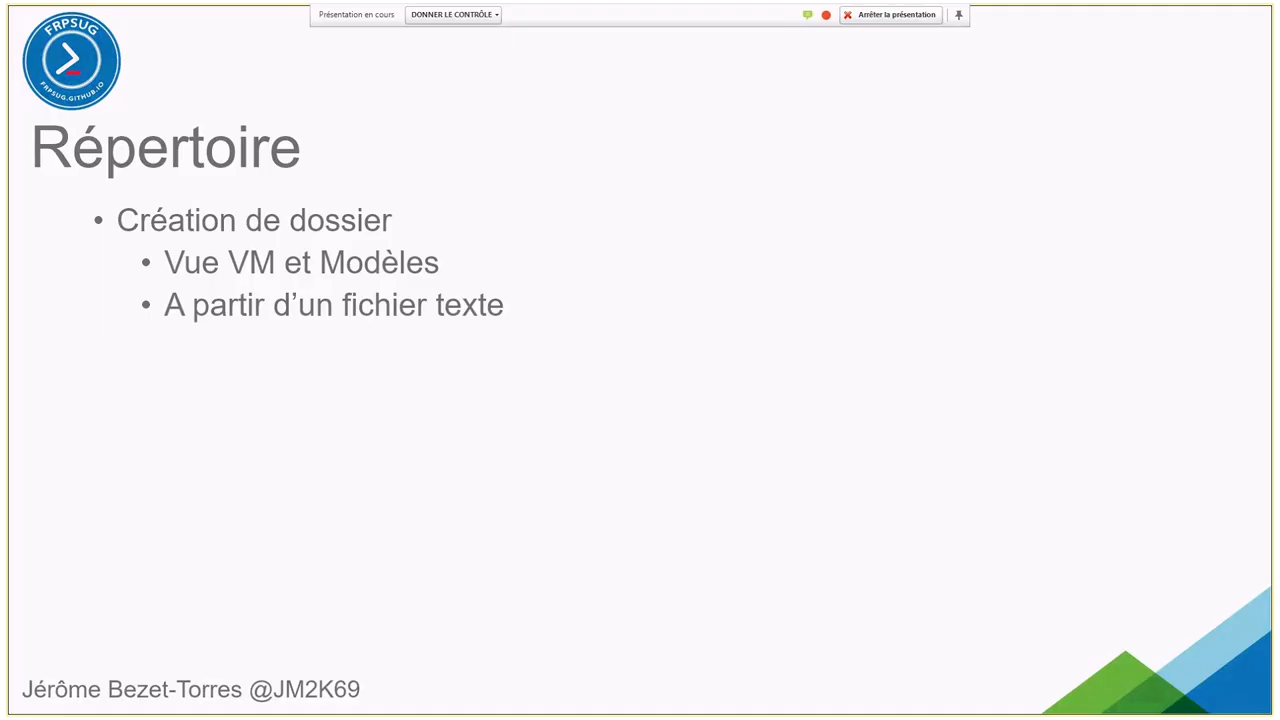 Présentation en cours
DONNER LE CONTRÔLE
Arrêter la présentation
FRPSUG
FRPSUG.GITHUB.IO
Répertoire
• Création de dossier
• Vue VM et Modèles
• A partir d’un fichier texte
Jérôme Bezet-Torres @JM2K69